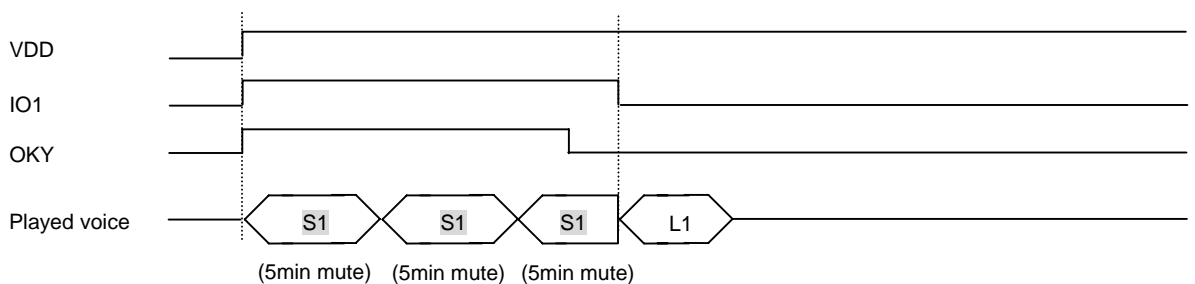 VDD
IO1
OKY
Played voice S1 S1 S1 L1
(5min mute) (5min mute) (5min mute)